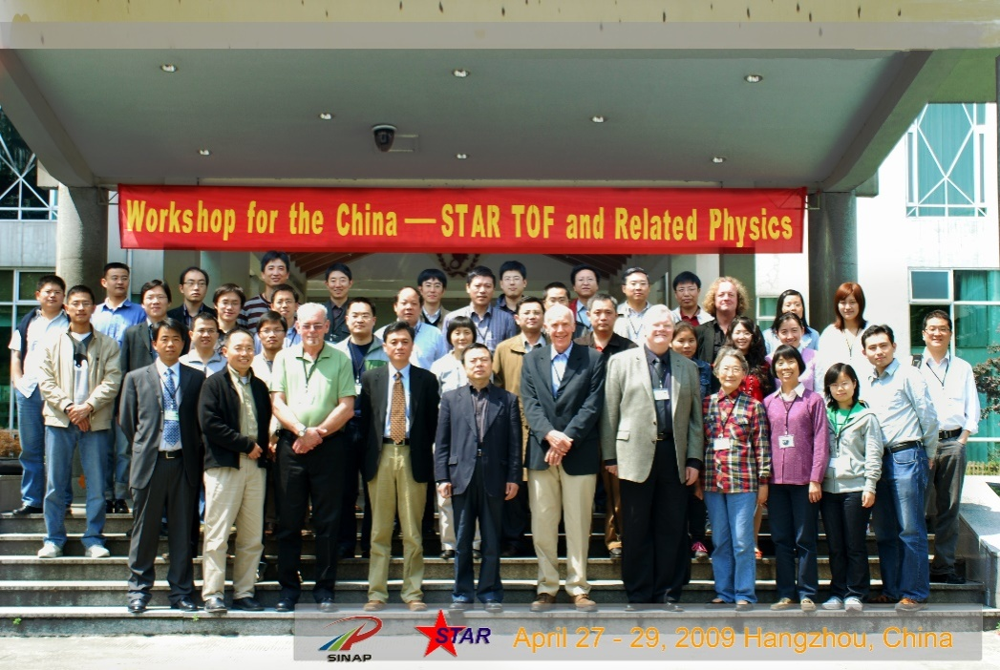 Workshop for the China — STAR TOF and Related Physics
SINAP
STAR
April 27 - 29, 2009 Hangzhou, China